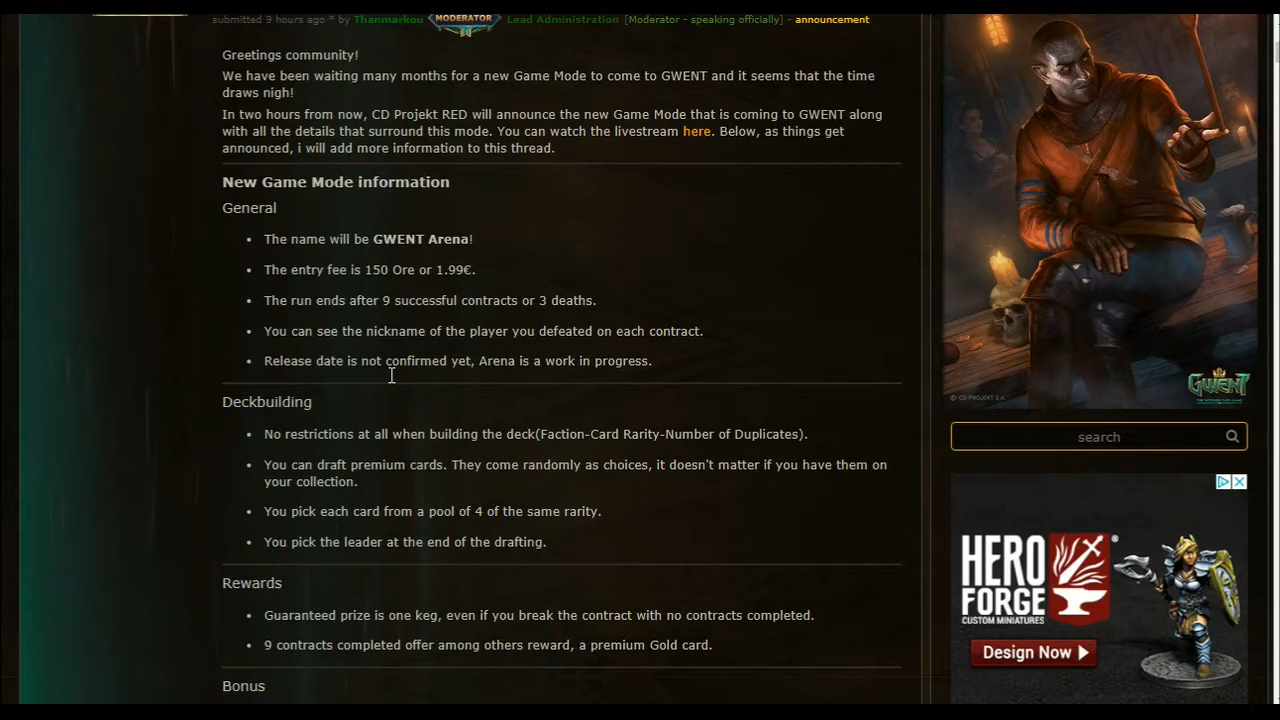 submitted 9 hours ago * by Thanmarkou MODERATOR Lead Administration [Moderator - speaking officially] - announcement
Greetings community!
We have been waiting many months for a new Game Mode to come to GWENT and it seems that the time
draws nigh!
In two hours from now, CD Projekt RED will announce the new Game Mode that is coming to GWENT along
with all the details that surround this mode. You can watch the livestream here. Below, as things get
announced, i will add more information to this thread.
New Game Mode information
General
• The name will be GWENT Arena!
• The entry fee is 150 Ore or 1.99€.
• The run ends after 9 successful contracts or 3 deaths.
• You can see the nickname of the player you defeated on each contract.
• Release date is not confirmed yet, Arena is a work in progress.
Deckbuilding
• No restrictions at all when building the deck(Faction-Card Rarity-Number of Duplicates).
• You can draft premium cards. They come randomly as choices, it doesn't matter if you have them on
your collection.
• You pick each card from a pool of 4 of the same rarity.
• You pick the leader at the end of the drafting.
Rewards
• Guaranteed prize is one keg, even if you break the contract with no contracts completed.
• 9 contracts completed offer among others reward, a premium Gold card.
Bonus
© CD PROJEKT S.A.
GWENT
search
HERO
FORGE®
CUSTOM MINIATURES
Design Now